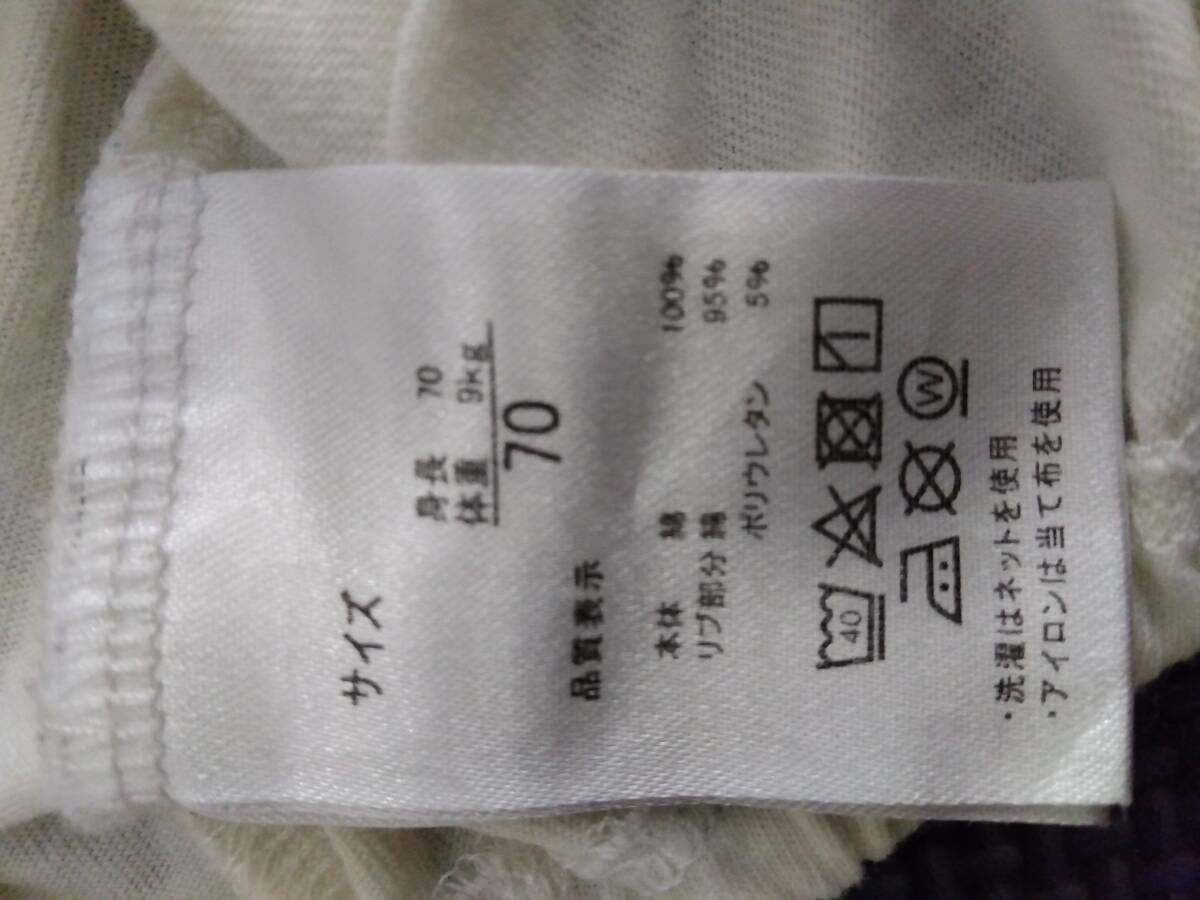 サイズ
身長 70
体重 9kg
70
品質表示
本体 綿 100%
リブ部分 綿 95%
ポリウレタン 5%
40
W
・洗濯はネットを使用
・アイロンは当て布を使用